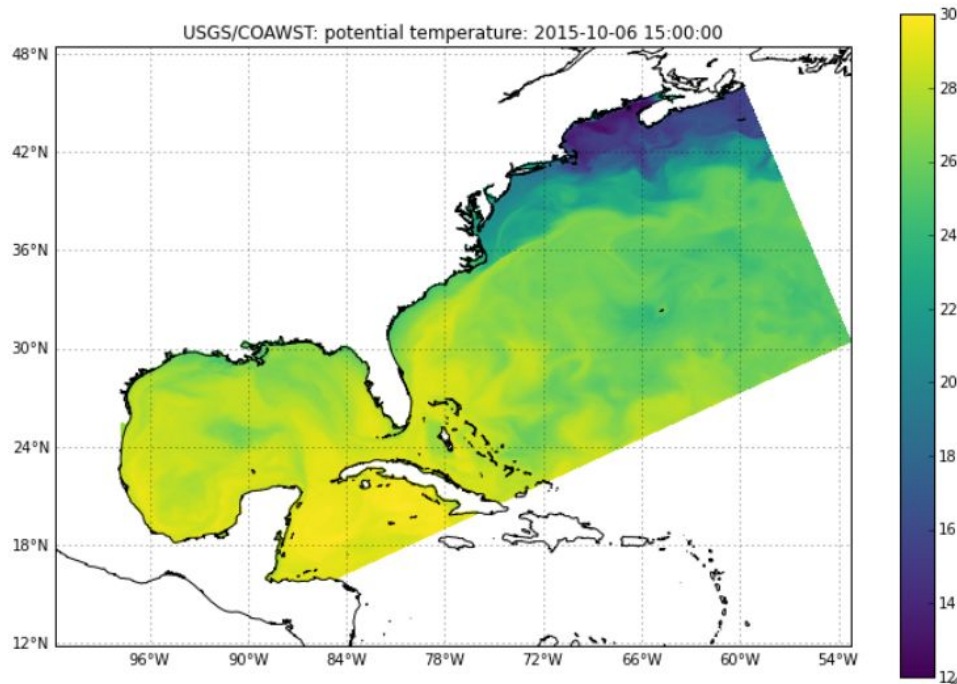 USGS/COAWST: potential temperature: 2015-10-06 15:00:00
30
48°N
28
42°N
26
36°N
24
22
30°N
20
24°N
18
16
18°N
14
12°N
12
96°W
90°W
84°W
78°W
72°W
66°W
60°W
54°W